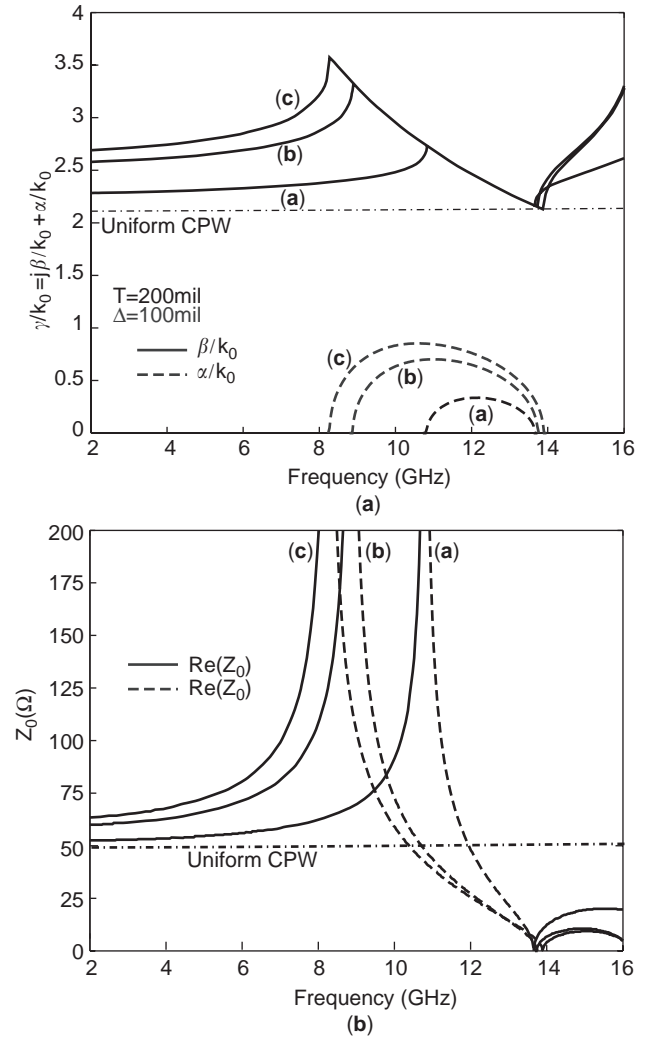 4
3.5
3
2.5
2
1.5
1
0.5
0
γ/k₀ =jβ/k₀ + α/k₀
(c)
(b)
(a)
Uniform CPW
T=200mil
Δ=100mil
β/k₀
α/k₀
(c)
(b)
(a)
2 4 6 8 10 12 14 16
Frequency (GHz)
(a)
200
175
150
125
100
75
50
25
0
Z₀(Ω)
(c) (b) (a)
Re(Z₀)
Re(Z₀)
Uniform CPW
2 4 6 8 10 12 14 16
Frequency (GHz)
(b)